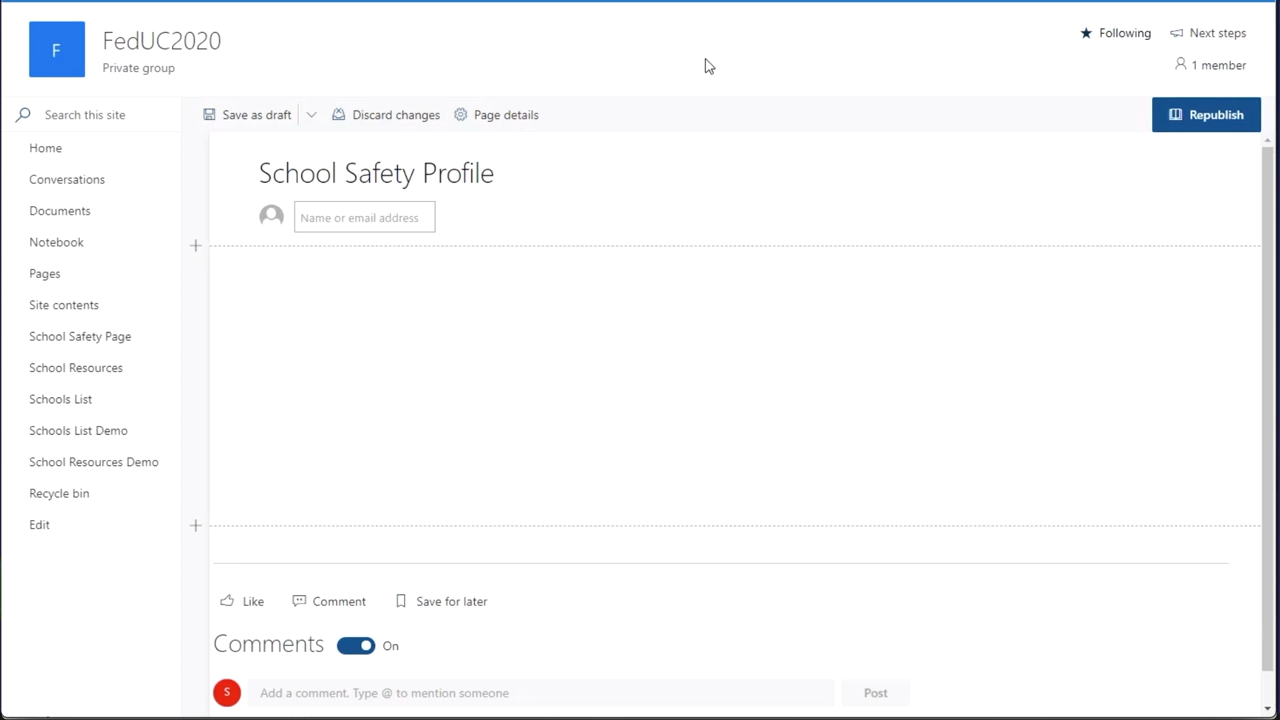 F
FedUC2020
Private group
Following
Next steps
1 member
Search this site
Save as draft
Discard changes
Page details
Republish
Home
Conversations
Documents
Notebook
Pages
Site contents
School Safety Page
School Resources
Schools List
Schools List Demo
School Resources Demo
Recycle bin
Edit
School Safety Profile
Name or email address
Like
Comment
Save for later
Comments
On
S
Add a comment. Type @ to mention someone
Post